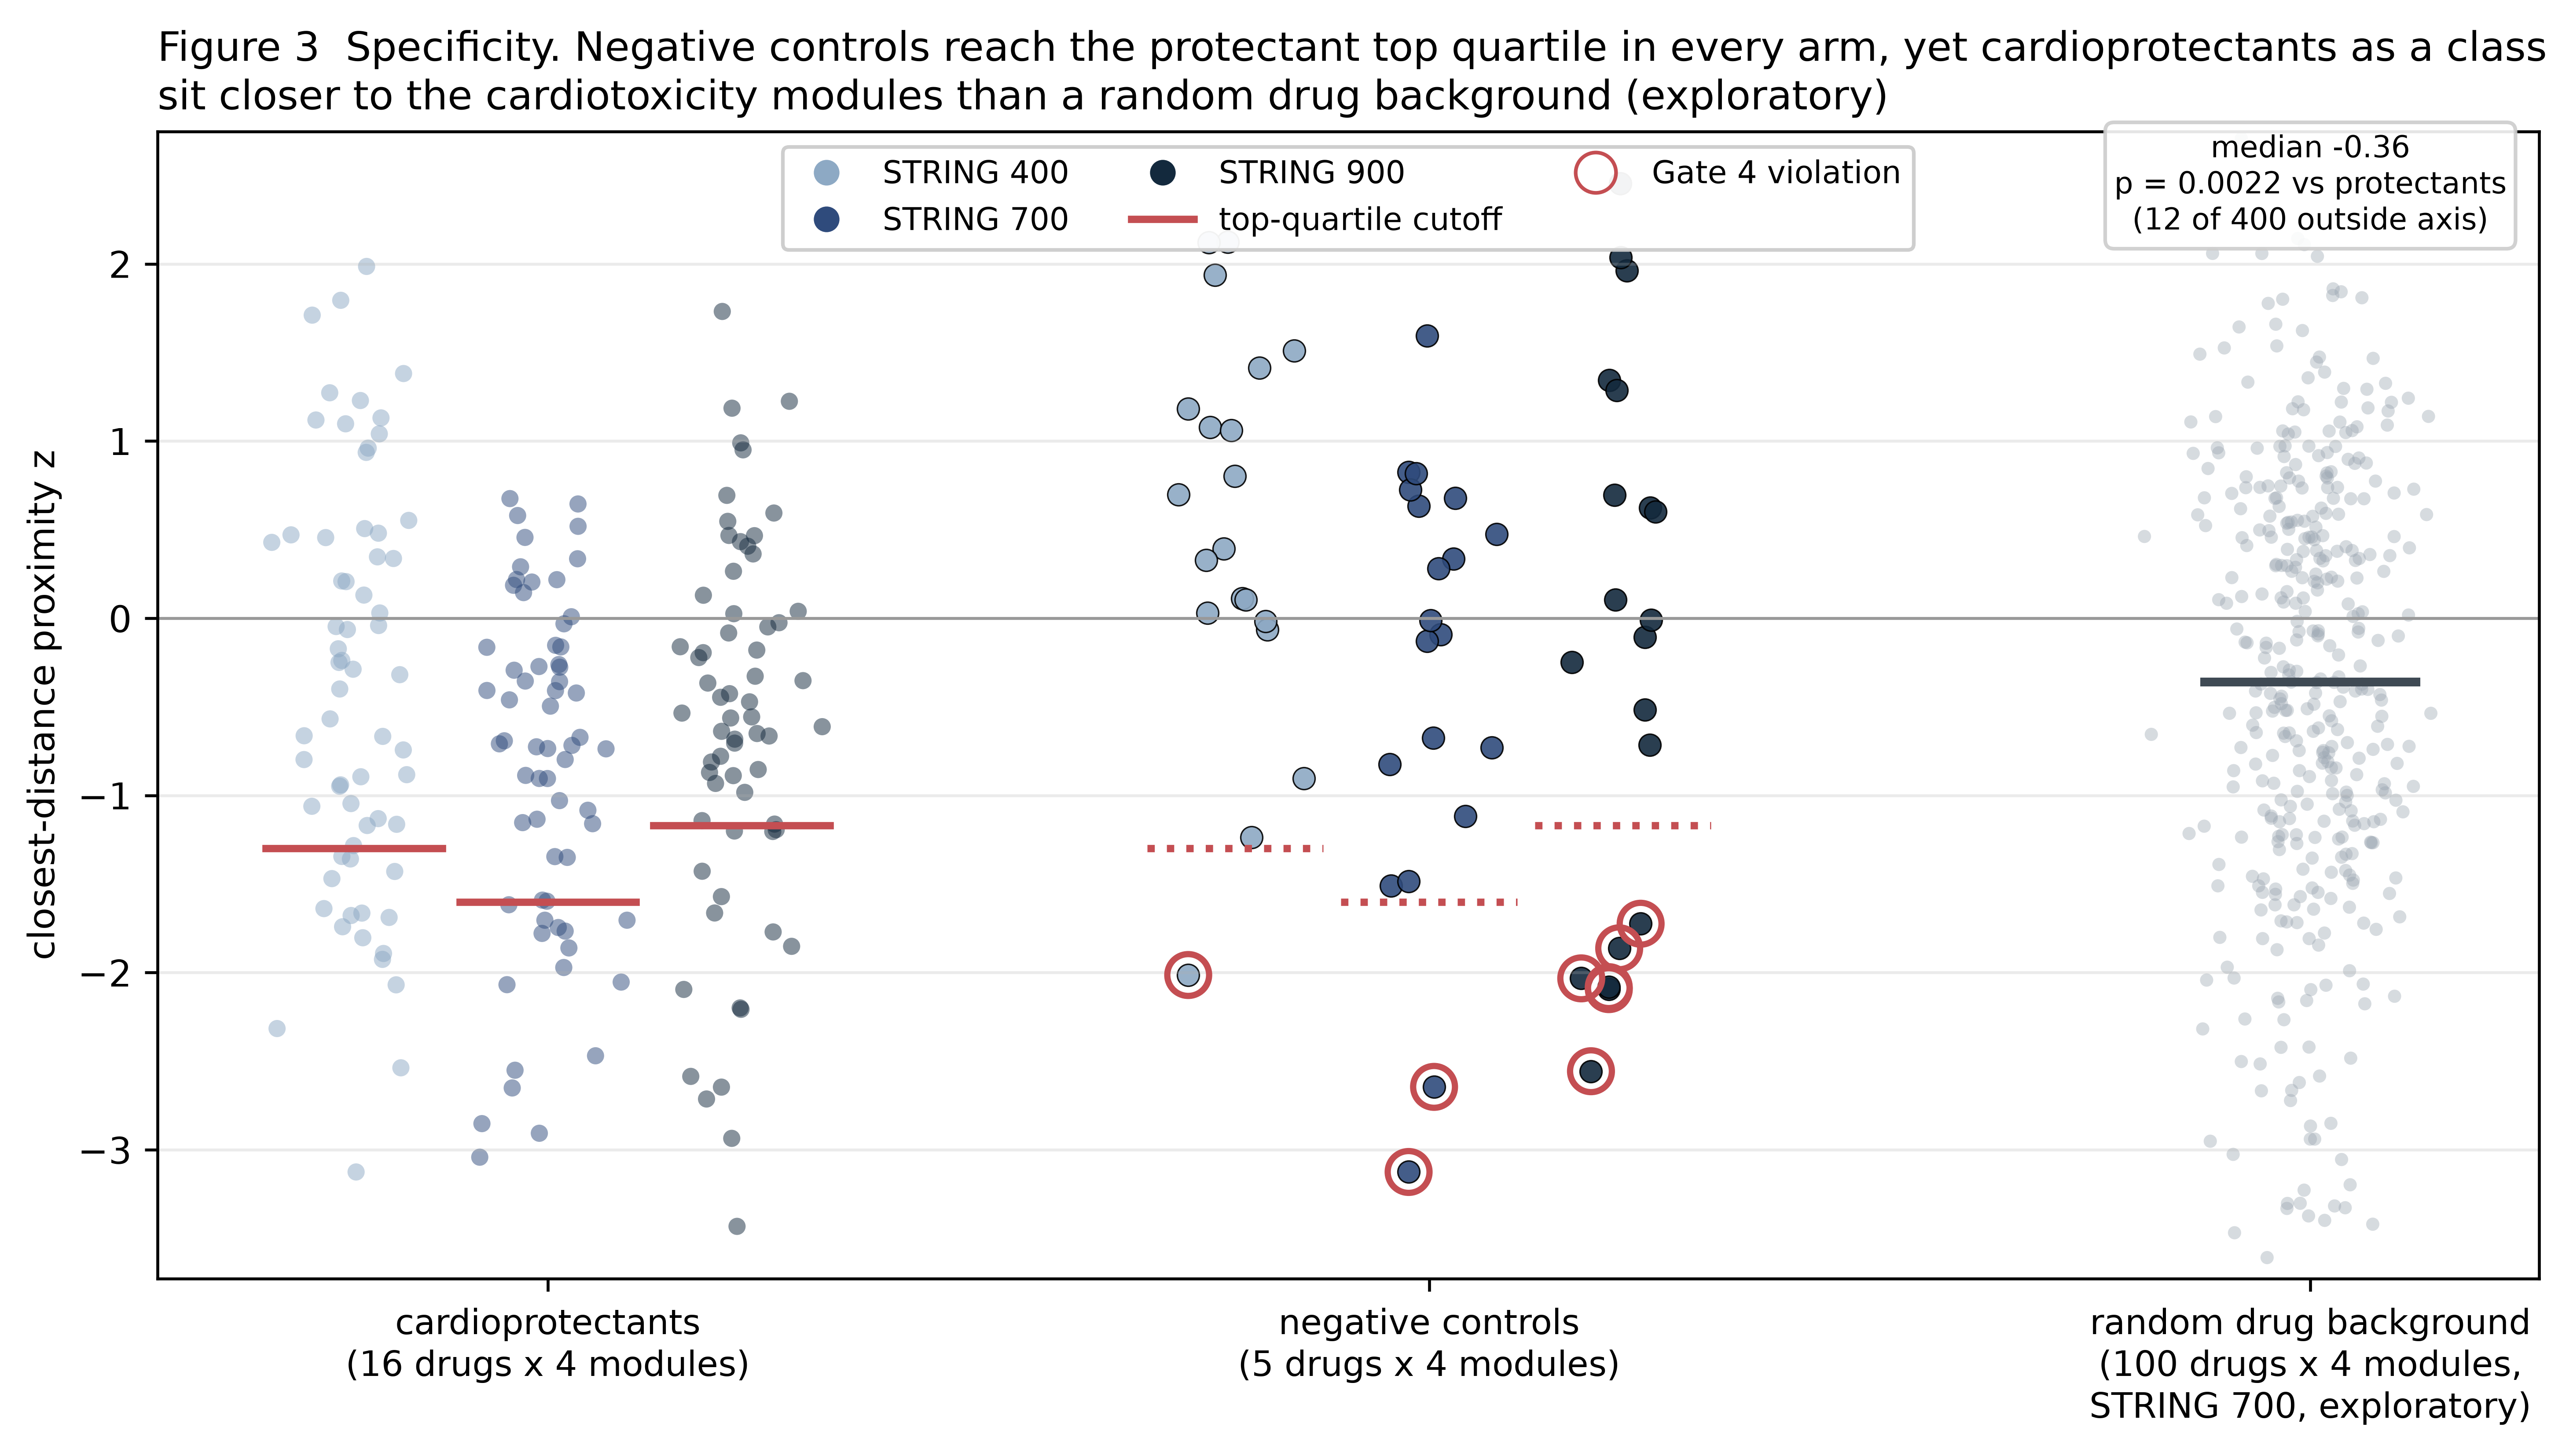 Figure 3  Specificity. Negative controls reach the protectant top quartile in every arm, yet cardioprotectants as a class
sit closer to the cardiotoxicity modules than a random drug background (exploratory)
STRING 400
STRING 700
STRING 900
top-quartile cutoff
Gate 4 violation
median -0.36
p = 0.0022 vs protectants
(12 of 400 outside axis)
closest-distance proximity z
2
1
0
−1
−2
−3
cardioprotectants
(16 drugs x 4 modules)
negative controls
(5 drugs x 4 modules)
random drug background
(100 drugs x 4 modules,
STRING 700, exploratory)